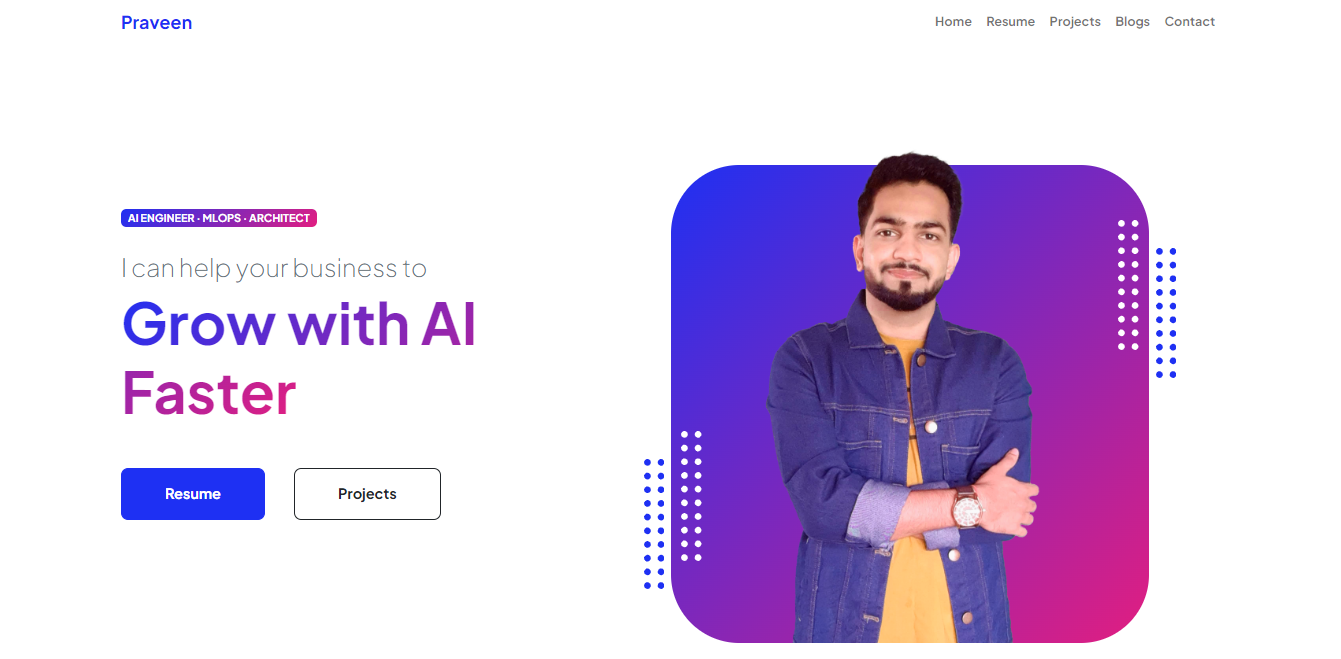 Praveen
Home Resume Projects Blogs Contact
AI ENGINEER · MLOPS · ARCHITECT
I can help your business to
Grow with AI
Faster
Resume Projects